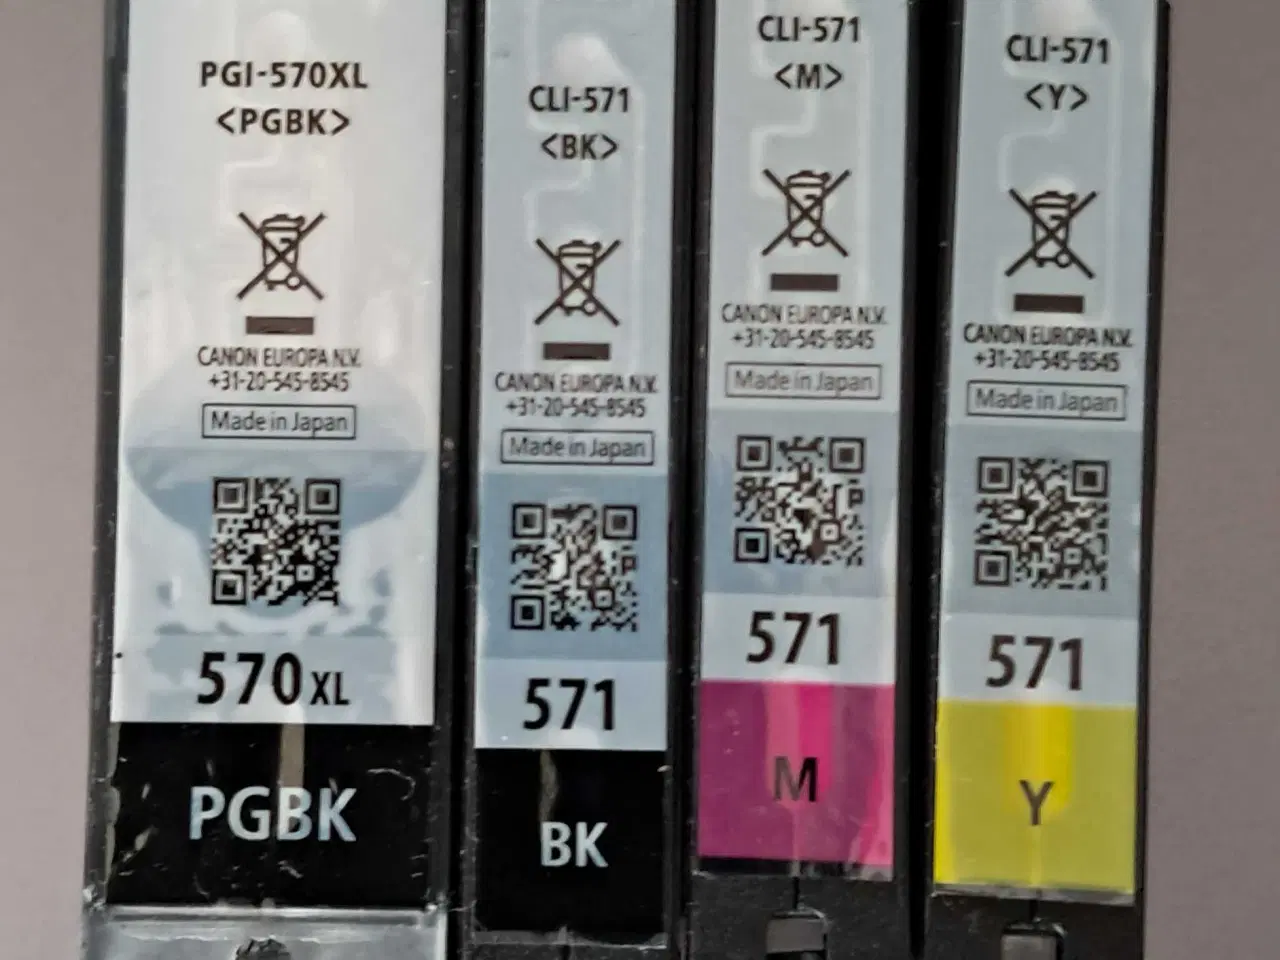 PGI-570XL
<PGBK>
CANON EUROPA N.V.
+31-20-545-8545
Made in Japan
570XL
PGBK
CLI-571
<BK>
CANON EUROPA N.V.
+31-20-545-8545
Made in Japan
571
BK
CLI-571
<M>
CANON EUROPA N.V.
+31-20-545-8545
Made in Japan
571
M
CLI-571
<Y>
CANON EUROPA N.V.
+31-20-545-8545
Made in Japan
571
Y